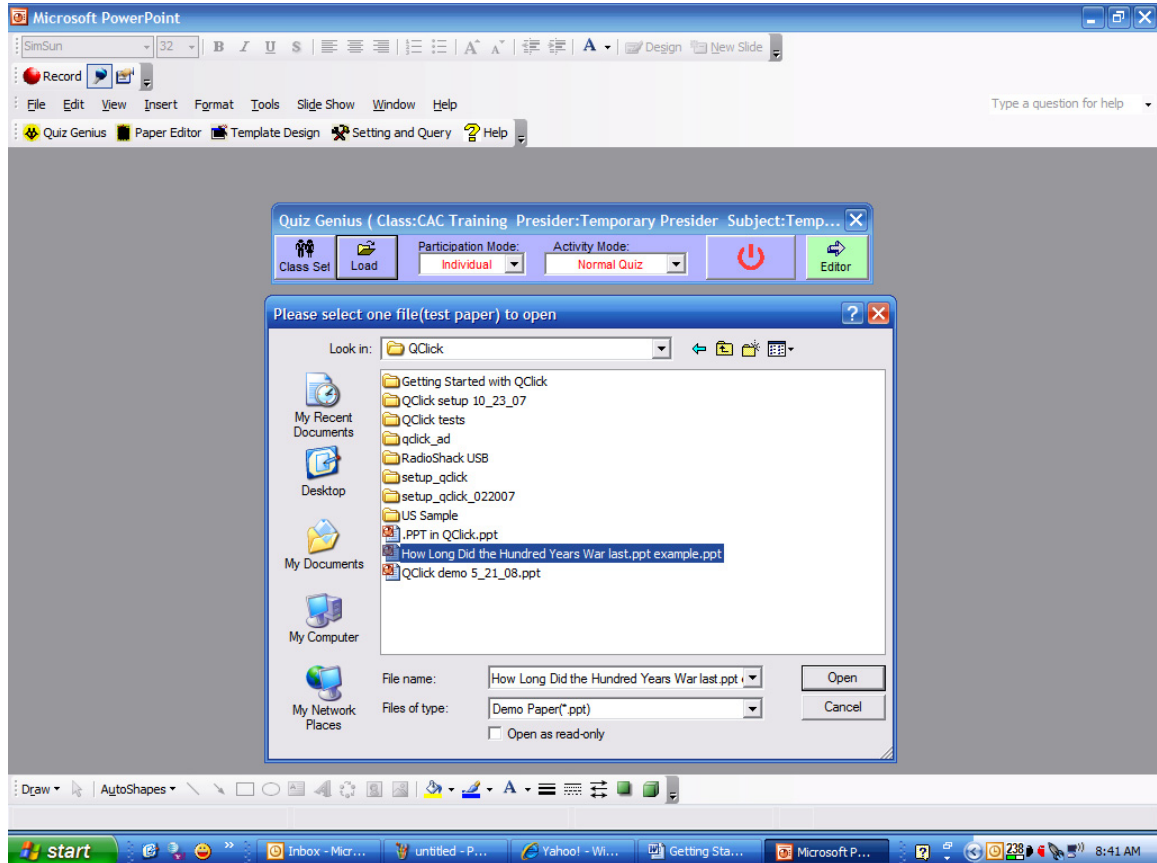 Microsoft PowerPoint
SimSun 32 B I U S A A A Design New Slide
Record
File Edit View Insert Format Tools Slide Show Window Help Type a question for help
Quiz Genius Paper Editor Template Design Setting and Query Help
Quiz Genius ( Class:CAC Training Presider:Temporary Presider Subject:Temp...
Participation Mode: Activity Mode:
Class Set Load Individual Normal Quiz Editor
Please select one file(test paper) to open
Look in: QClick
Getting Started with QClick
QClick setup 10_23_07
QClick tests
qclick_ad
RadioShack USB
setup_qclick
setup_qclick_022007
US Sample
.PPT in QClick.ppt
How Long Did the Hundred Years War last.ppt example.ppt
QClick demo 5_21_08.ppt
My Recent
Documents
Desktop
My Documents
My Computer
My Network
Places
File name: How Long Did the Hundred Years War last.ppt Open
Files of type: Demo Paper(*.ppt) Cancel
Open as read-only
Draw AutoShapes A
start Inbox - Micr... untitled - P... Yahoo! - Wi... Getting Sta... Microsoft P... 238 8:41 AM